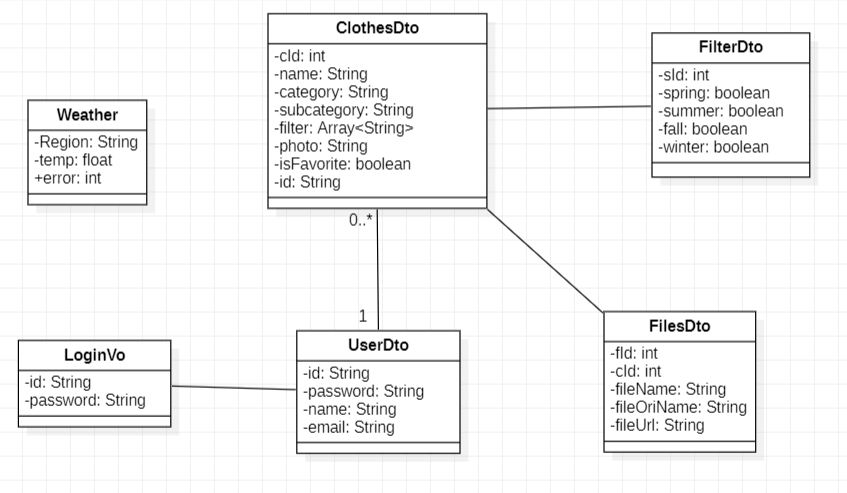 ClothesDto
-cId: int
-name: String
-category: String
-subcategory: String
-filter: Array<String>
-photo: String
-isFavorite: boolean
-id: String
FilterDto
-sId: int
-spring: boolean
-summer: boolean
-fall: boolean
-winter: boolean
Weather
-Region: String
-temp: float
+error: int
0..*
1
LoginVo
-id: String
-password: String
UserDto
-id: String
-password: String
-name: String
-email: String
FilesDto
-fId: int
-cId: int
-fileName: String
-fileOriName: String
-fileUrl: String